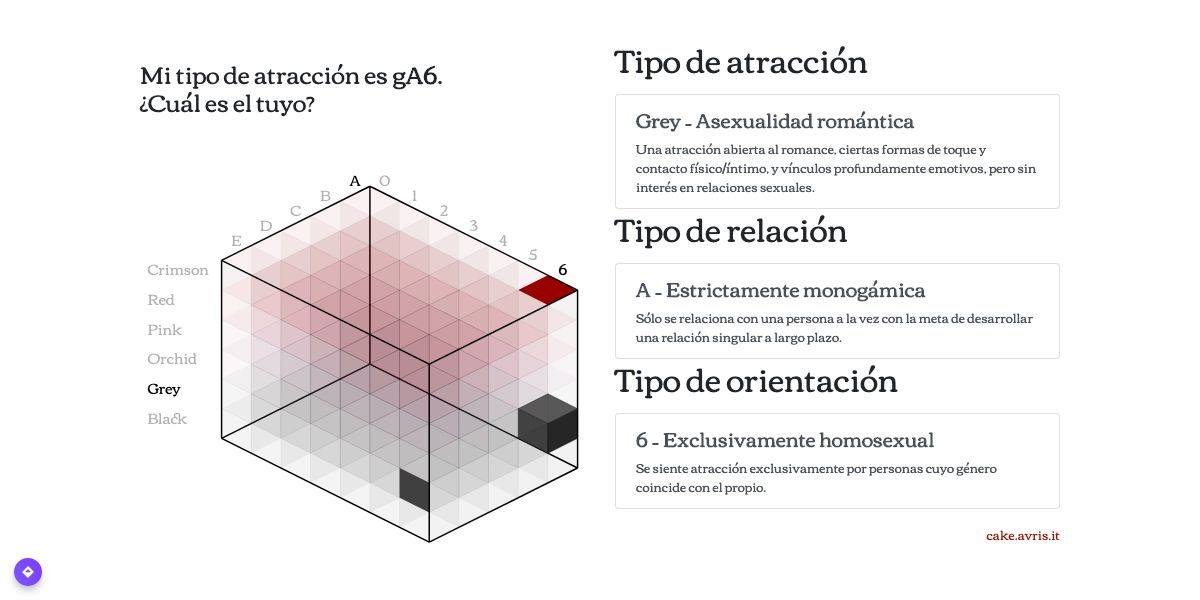 Mi tipo de atracción es gA6.
¿Cuál es el tuyo?
A
0
B
1
C
2
D
3
E
4
5
6
Crimson
Red
Pink
Orchid
Grey
Black
Tipo de atracción
Grey - Asexualidad romántica
Una atracción abierta al romance, ciertas formas de toque y
contacto físico/íntimo, y vínculos profundamente emotivos, pero sin
interés en relaciones sexuales.
Tipo de relación
A - Estrictamente monogámica
Sólo se relaciona con una persona a la vez con la meta de desarrollar
una relación singular a largo plazo.
Tipo de orientación
6 - Exclusivamente homosexual
Se siente atracción exclusivamente por personas cuyo género
coincide con el propio.
cake.avris.it